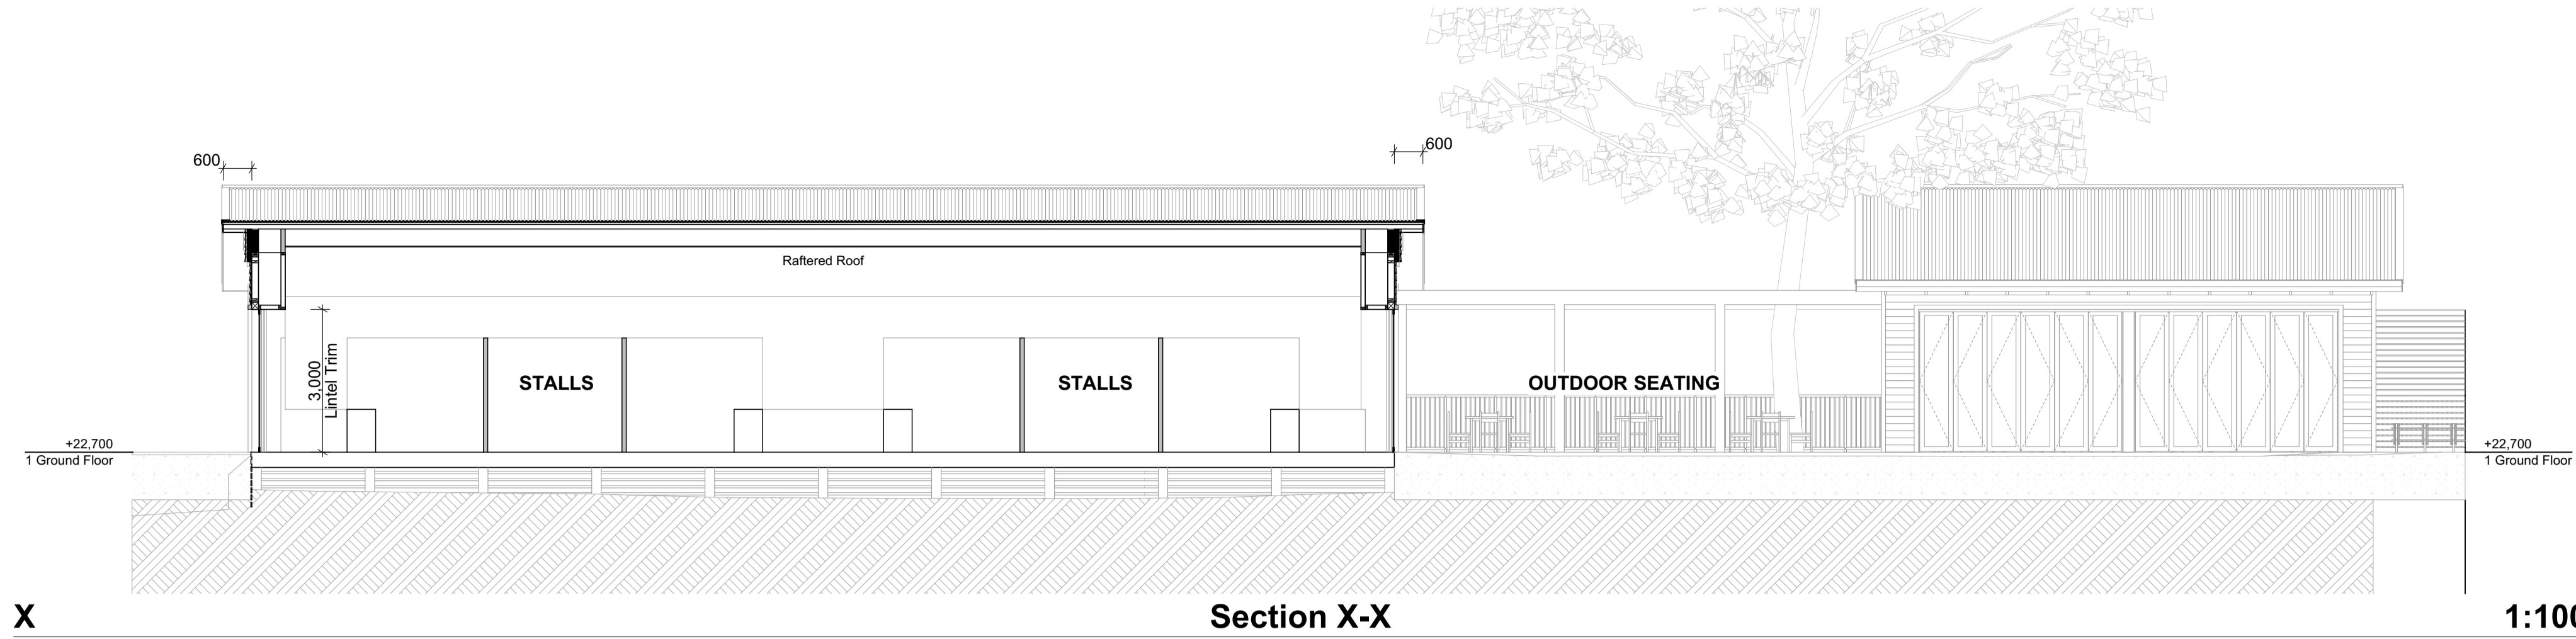 600
600
Raftered Roof
3,000
Lintel Trim
STALLS
STALLS
OUTDOOR SEATING
+22,700
1 Ground Floor
+22,700
1 Ground Floor
X
Section X-X
1:100